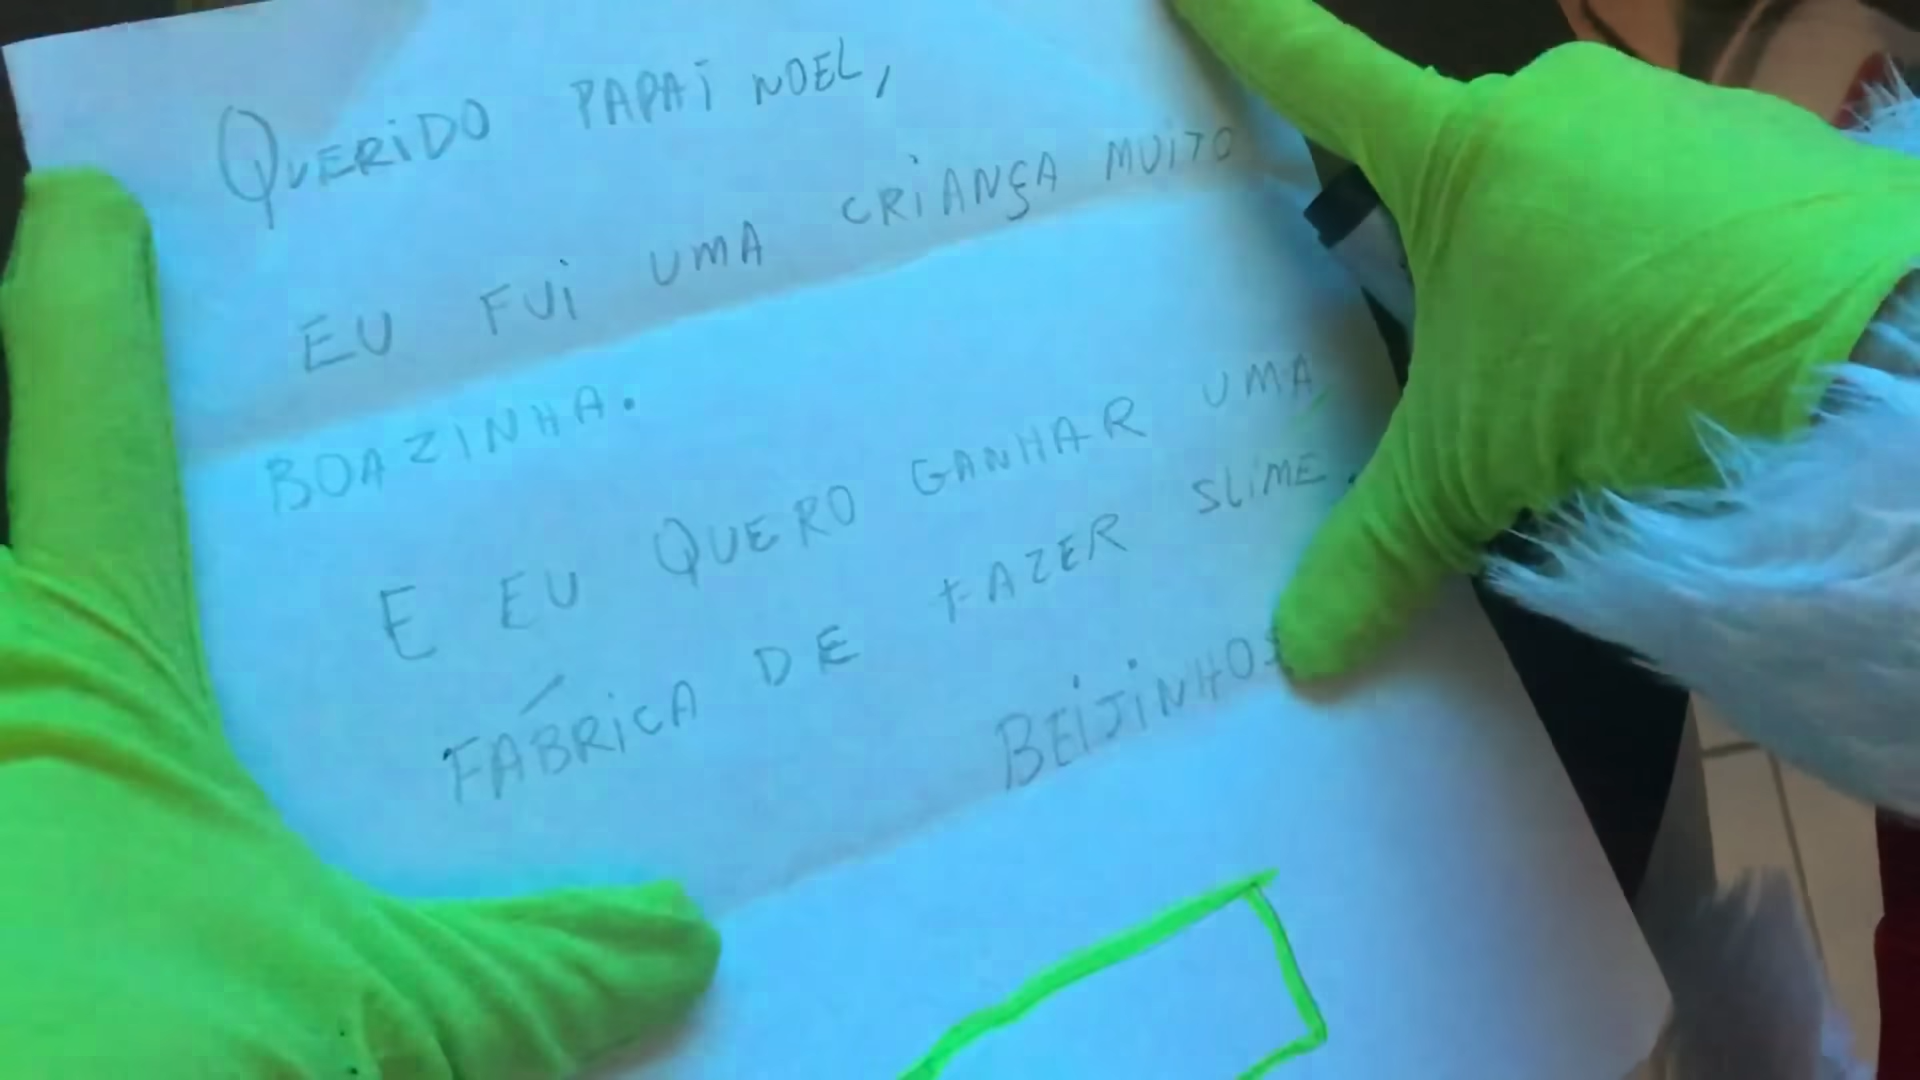 QUERIDO PAPAI NOEL,
EU FUI UMA CRIANÇA MUITO
BOAZINHA.
E EU QUERO GANHAR UMA
FÁBRICA DE FAZER SLIME.
BEIJINHOS